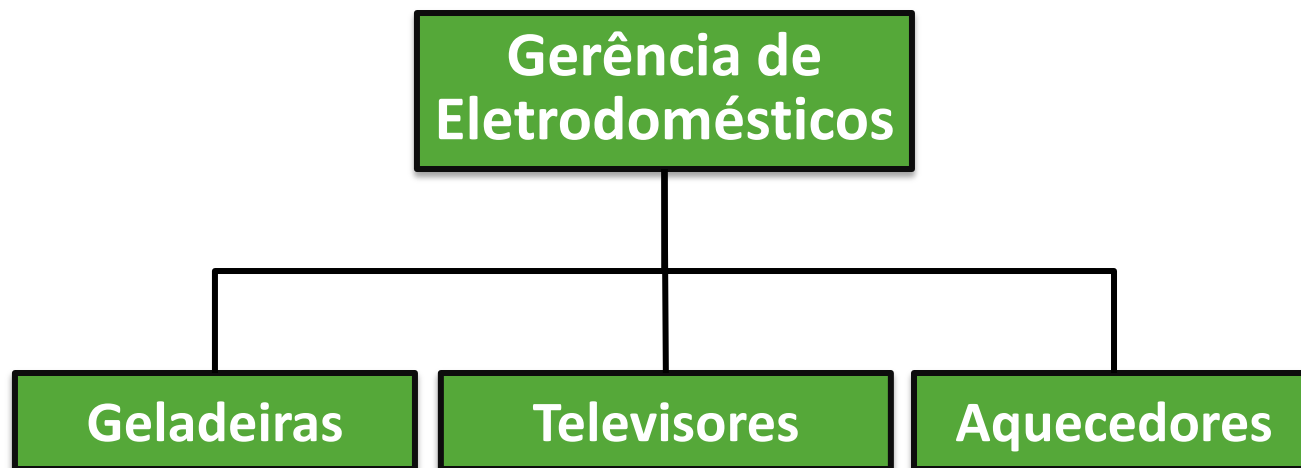 Gerência de
Eletrodomésticos
Geladeiras
Televisores
Aquecedores